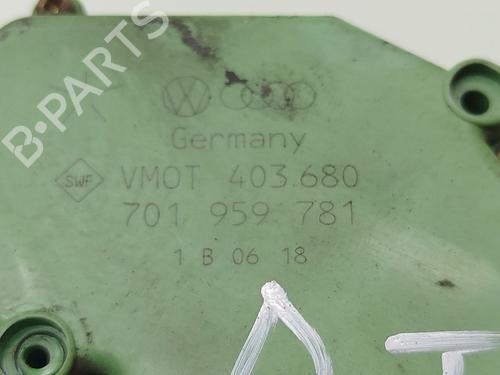 B-PARTS
Germany
SWF VMOT 403.680
701 959 781
1 B 06 18